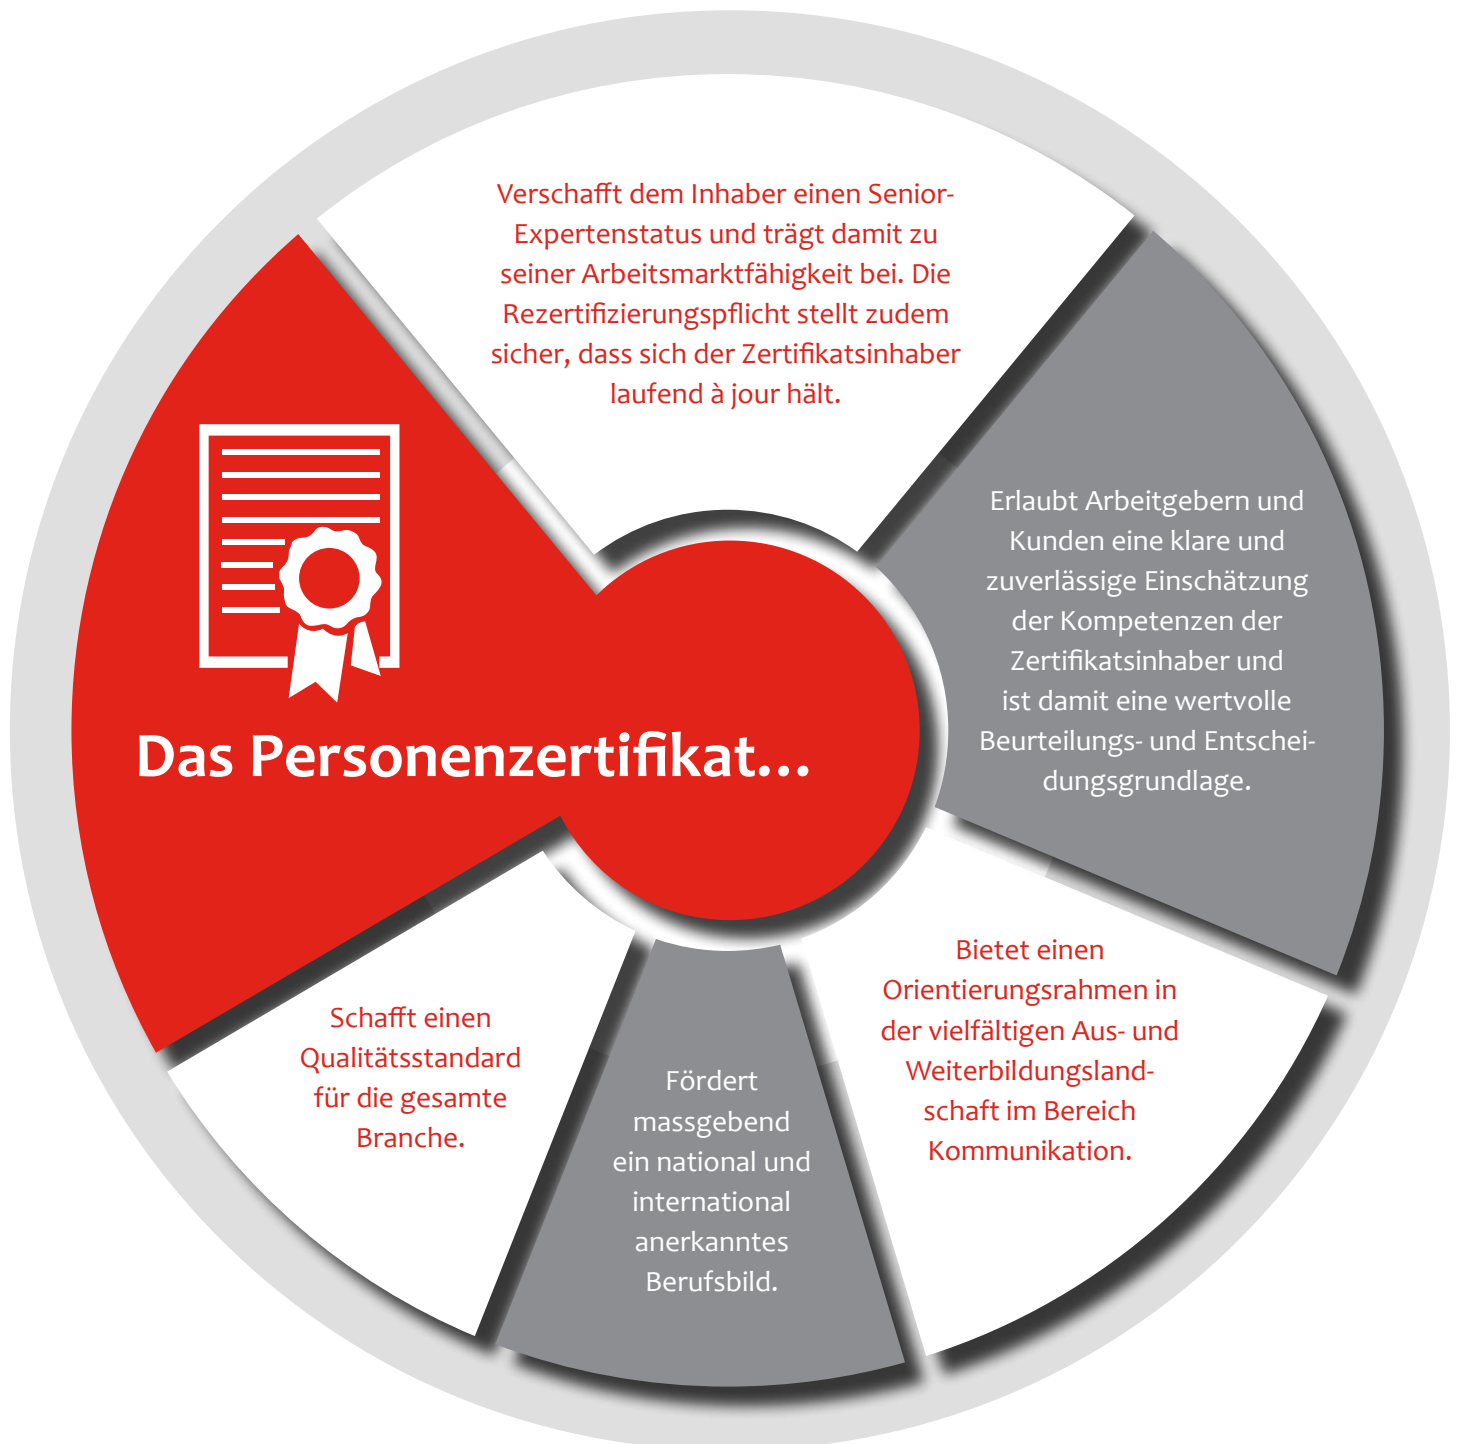 Das Personenzertifikat...
Verschafft dem Inhaber einen Senior-
Expertenstatus und trägt damit zu
seiner Arbeitsmarktfähigkeit bei. Die
Rezertifizierungspflicht stellt zudem
sicher, dass sich der Zertifikatsinhaber
laufend à jour hält.
Erlaubt Arbeitgebern und
Kunden eine klare und
zuverlässige Einschätzung
der Kompetenzen der
Zertifikatsinhaber und
ist damit eine wertvolle
Beurteilungs- und Entschei-
dungsgrundlage.
Bietet einen
Orientierungsrahmen in
der vielfältigen Aus- und
Weiterbildungsland-
schaft im Bereich
Kommunikation.
Fördert
massgebend
ein national und
international
anerkanntes
Berufsbild.
Schafft einen
Qualitätsstandard
für die gesamte
Branche.